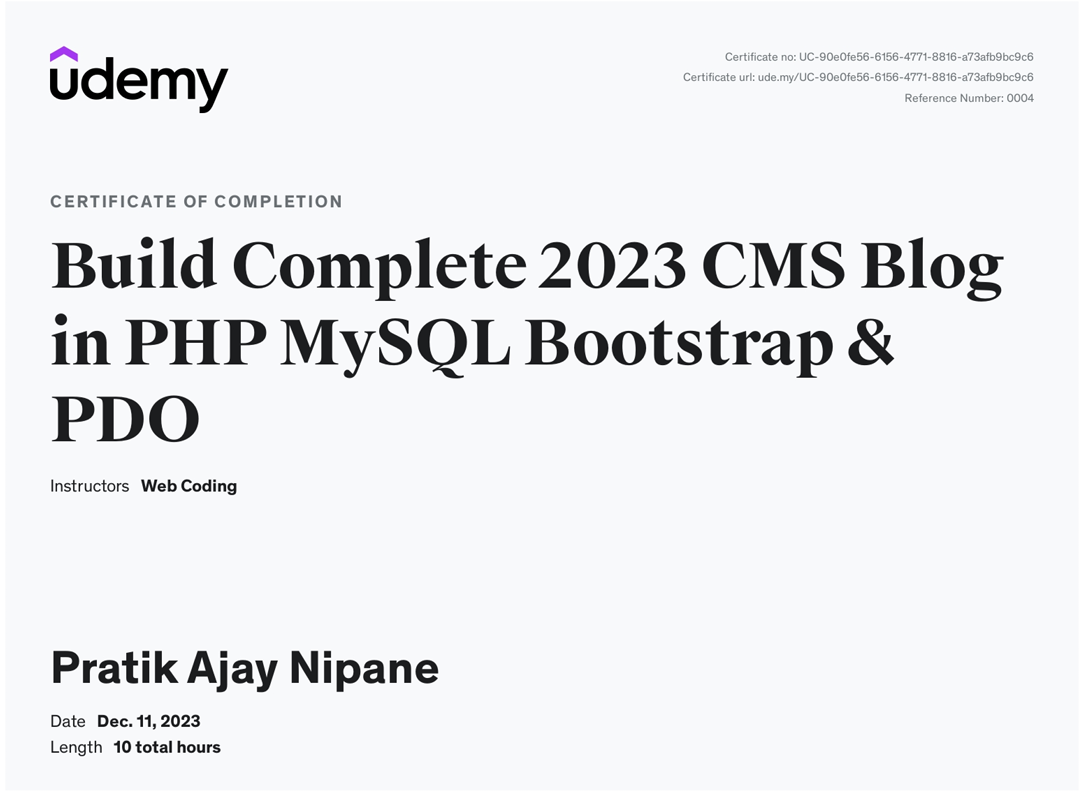 udemy
Certificate no: UC-90e0fe56-6156-4771-8816-a73afb9bc9c6
Certificate url: ude.my/UC-90e0fe56-6156-4771-8816-a73afb9bc9c6
Reference Number: 0004
CERTIFICATE OF COMPLETION
Build Complete 2023 CMS Blog
in PHP MySQL Bootstrap &
PDO
Instructors Web Coding
Pratik Ajay Nipane
Date Dec. 11, 2023
Length 10 total hours